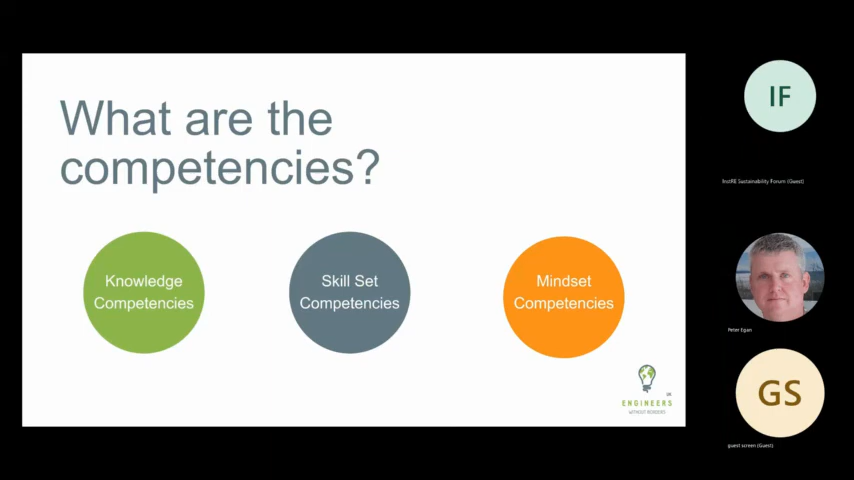 What are the
competencies?
Knowledge
Competencies
Skill Set
Competencies
Mindset
Competencies
UK
ENGINEERS
WITHOUT BORDERS
IF
InstRE Sustainability Forum (Guest)
Peter Egan
GS
guest screen (Guest)